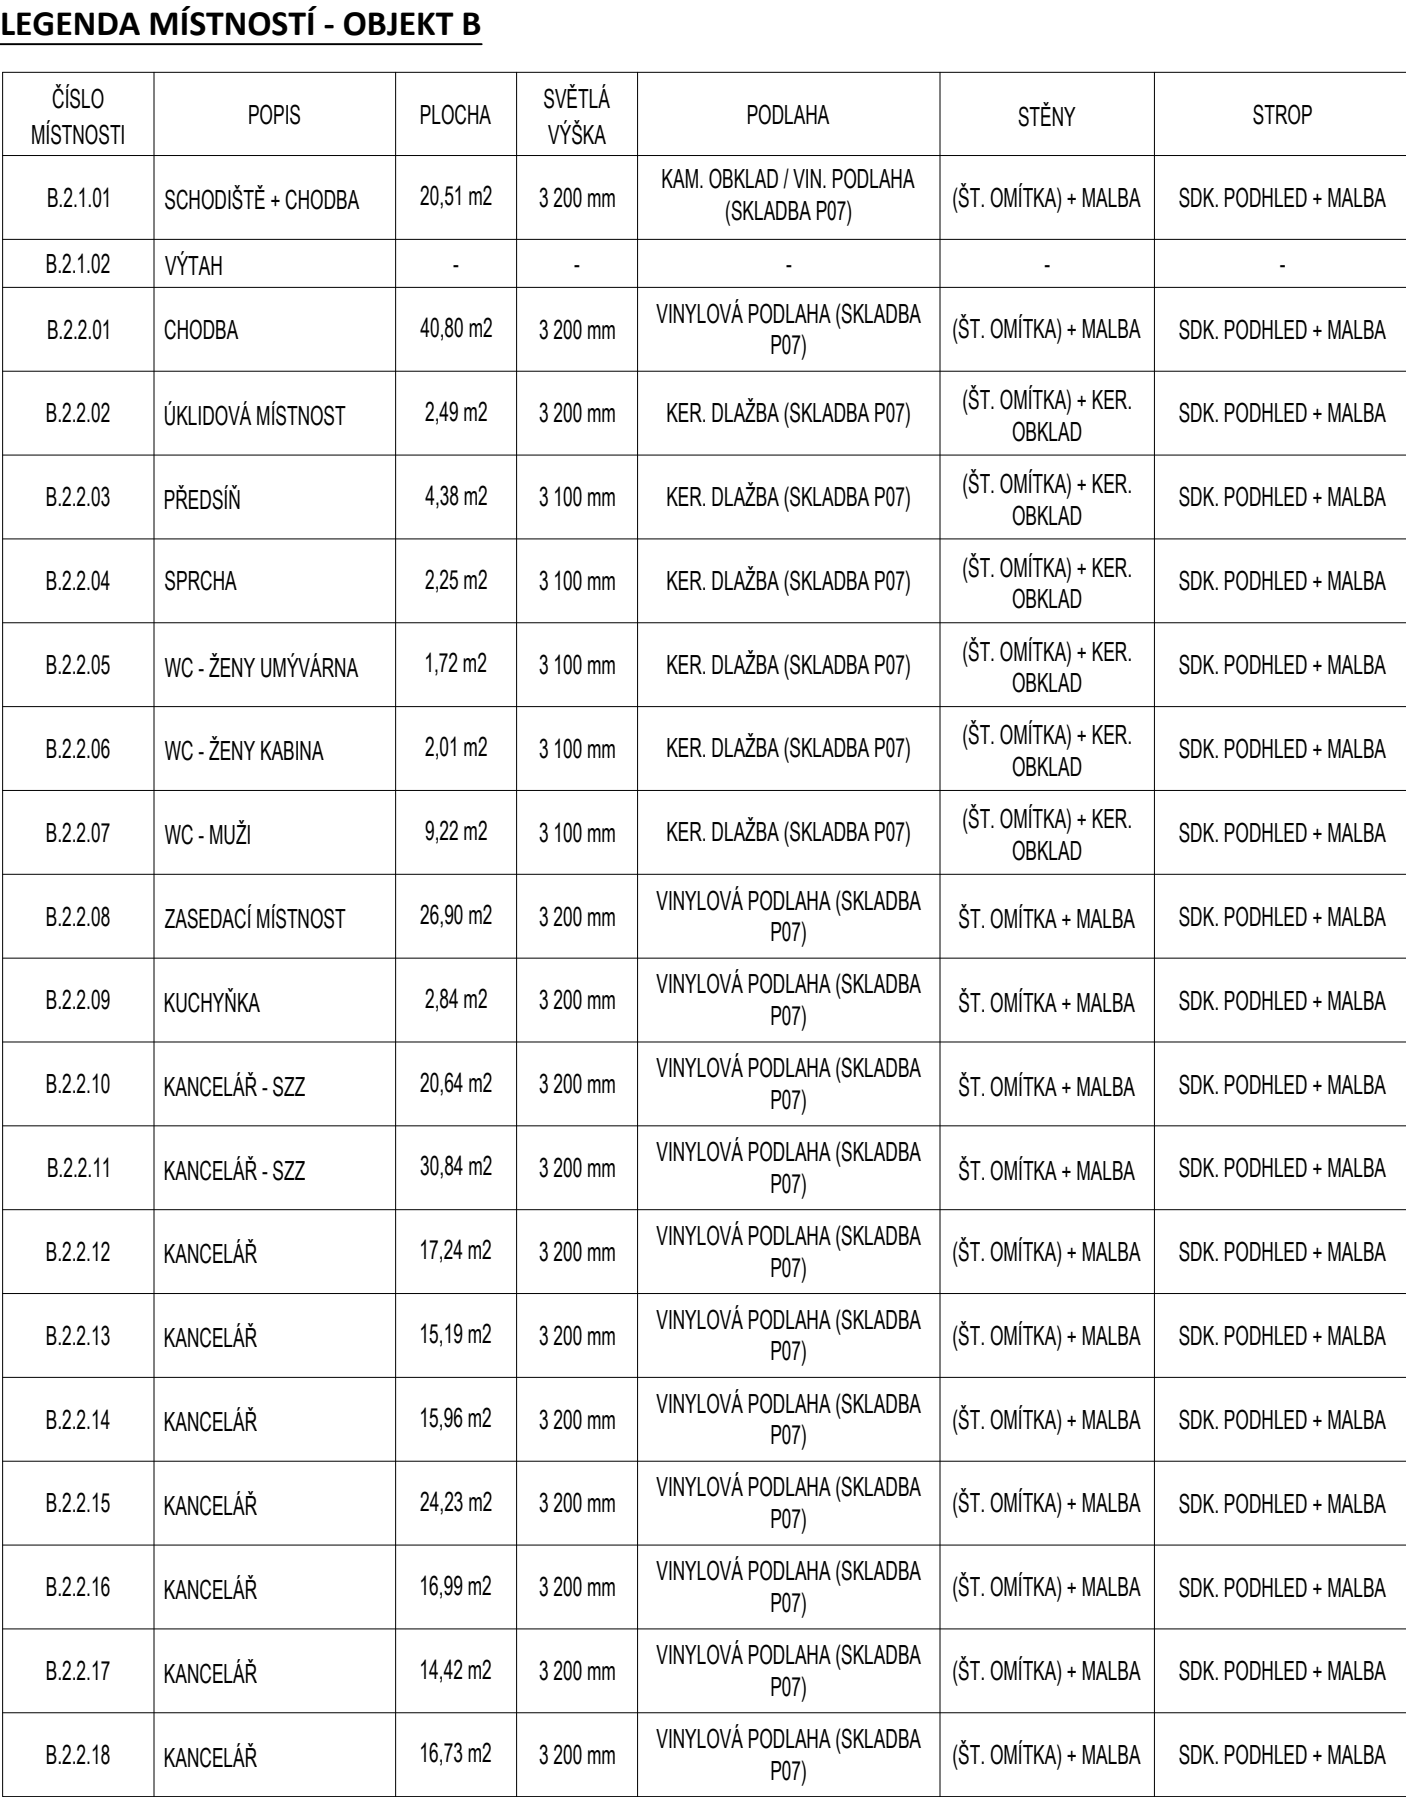 LEGENDA MÍSTNOSTÍ - OBJEKT B
ČÍSLO MÍSTNOSTI POPIS PLOCHA SVĚTLÁ VÝŠKA PODLAHA STĚNY STROP
B.2.1.01 SCHODIŠTĚ + CHODBA 20,51 m2 3 200 mm KAM. OBKLAD / VIN. PODLAHA (SKLADBA P07) (ŠT. OMÍTKA) + MALBA SDK. PODHLED + MALBA
B.2.1.02 VÝTAH - - - - -
B.2.2.01 CHODBA 40,80 m2 3 200 mm VINYLOVÁ PODLAHA (SKLADBA P07) (ŠT. OMÍTKA) + MALBA SDK. PODHLED + MALBA
B.2.2.02 ÚKLIDOVÁ MÍSTNOST 2,49 m2 3 200 mm KER. DLAŽBA (SKLADBA P07) (ŠT. OMÍTKA) + KER. OBKLAD SDK. PODHLED + MALBA
B.2.2.03 PŘEDSÍŇ 4,38 m2 3 100 mm KER. DLAŽBA (SKLADBA P07) (ŠT. OMÍTKA) + KER. OBKLAD SDK. PODHLED + MALBA
B.2.2.04 SPRCHA 2,25 m2 3 100 mm KER. DLAŽBA (SKLADBA P07) (ŠT. OMÍTKA) + KER. OBKLAD SDK. PODHLED + MALBA
B.2.2.05 WC - ŽENY UMÝVÁRNA 1,72 m2 3 100 mm KER. DLAŽBA (SKLADBA P07) (ŠT. OMÍTKA) + KER. OBKLAD SDK. PODHLED + MALBA
B.2.2.06 WC - ŽENY KABINA 2,01 m2 3 100 mm KER. DLAŽBA (SKLADBA P07) (ŠT. OMÍTKA) + KER. OBKLAD SDK. PODHLED + MALBA
B.2.2.07 WC - MUŽI 9,22 m2 3 100 mm KER. DLAŽBA (SKLADBA P07) (ŠT. OMÍTKA) + KER. OBKLAD SDK. PODHLED + MALBA
B.2.2.08 ZASEDACÍ MÍSTNOST 26,90 m2 3 200 mm VINYLOVÁ PODLAHA (SKLADBA P07) ŠT. OMÍTKA + MALBA SDK. PODHLED + MALBA
B.2.2.09 KUCHYŇKA 2,84 m2 3 200 mm VINYLOVÁ PODLAHA (SKLADBA P07) ŠT. OMÍTKA + MALBA SDK. PODHLED + MALBA
B.2.2.10 KANCELÁŘ - SZZ 20,64 m2 3 200 mm VINYLOVÁ PODLAHA (SKLADBA P07) ŠT. OMÍTKA + MALBA SDK. PODHLED + MALBA
B.2.2.11 KANCELÁŘ - SZZ 30,84 m2 3 200 mm VINYLOVÁ PODLAHA (SKLADBA P07) ŠT. OMÍTKA + MALBA SDK. PODHLED + MALBA
B.2.2.12 KANCELÁŘ 17,24 m2 3 200 mm VINYLOVÁ PODLAHA (SKLADBA P07) (ŠT. OMÍTKA) + MALBA SDK. PODHLED + MALBA
B.2.2.13 KANCELÁŘ 15,19 m2 3 200 mm VINYLOVÁ PODLAHA (SKLADBA P07) (ŠT. OMÍTKA) + MALBA SDK. PODHLED + MALBA
B.2.2.14 KANCELÁŘ 15,96 m2 3 200 mm VINYLOVÁ PODLAHA (SKLADBA P07) (ŠT. OMÍTKA) + MALBA SDK. PODHLED + MALBA
B.2.2.15 KANCELÁŘ 24,23 m2 3 200 mm VINYLOVÁ PODLAHA (SKLADBA P07) (ŠT. OMÍTKA) + MALBA SDK. PODHLED + MALBA
B.2.2.16 KANCELÁŘ 16,99 m2 3 200 mm VINYLOVÁ PODLAHA (SKLADBA P07) (ŠT. OMÍTKA) + MALBA SDK. PODHLED + MALBA
B.2.2.17 KANCELÁŘ 14,42 m2 3 200 mm VINYLOVÁ PODLAHA (SKLADBA P07) (ŠT. OMÍTKA) + MALBA SDK. PODHLED + MALBA
B.2.2.18 KANCELÁŘ 16,73 m2 3 200 mm VINYLOVÁ PODLAHA (SKLADBA P07) (ŠT. OMÍTKA) + MALBA SDK. PODHLED + MALBA